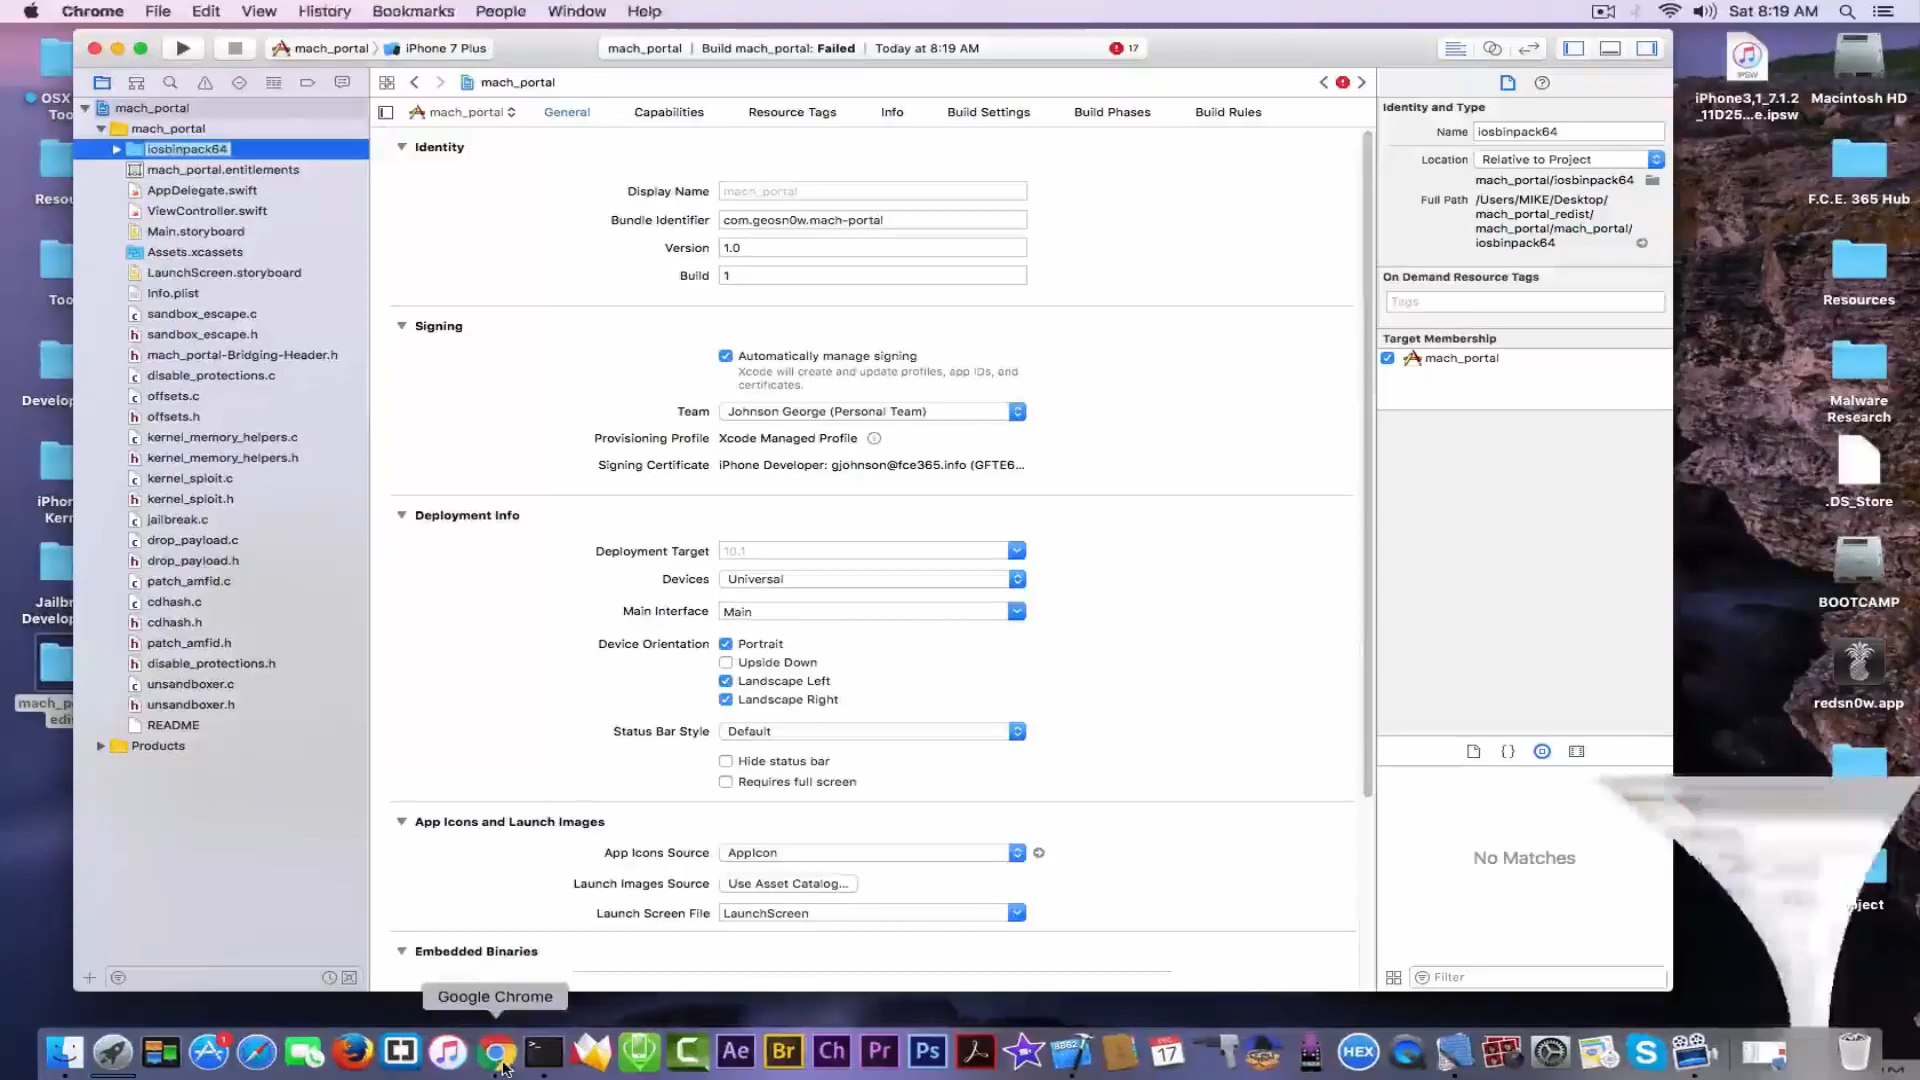 Chrome File Edit View History Bookmarks People Window Help Sat 8:19 AM
mach_portal iPhone 7 Plus mach_portal | Build mach_portal: Failed | Today at 8:19 AM 17
mach_portal
mach_portal General Capabilities Resource Tags Info Build Settings Build Phases Build Rules
mach_portal
mach_portal
iosbinpack64
mach_portal.entitlements
AppDelegate.swift
ViewController.swift
Main.storyboard
Assets.xcassets
LaunchScreen.storyboard
Info.plist
c sandbox_escape.c
h sandbox_escape.h
h mach_portal-Bridging-Header.h
c disable_protections.c
c offsets.c
h offsets.h
c kernel_memory_helpers.c
h kernel_memory_helpers.h
c kernel_sploit.c
h kernel_sploit.h
c jailbreak.c
c drop_payload.c
h drop_payload.h
c patch_amfid.c
c cdhash.c
h cdhash.h
h patch_amfid.h
h disable_protections.h
c unsandboxer.c
h unsandboxer.h
README
Products
Identity
Display Name mach_portal
Bundle Identifier com.geosn0w.mach-portal
Version 1.0
Build 1
Signing
Automatically manage signing
Xcode will create and update profiles, app IDs, and
certificates.
Team Johnson George (Personal Team)
Provisioning Profile Xcode Managed Profile
Signing Certificate iPhone Developer: gjohnson@fce365.info (GFTE6...
Deployment Info
Deployment Target 10.1
Devices Universal
Main Interface Main
Device Orientation Portrait
Upside Down
Landscape Left
Landscape Right
Status Bar Style Default
Hide status bar
Requires full screen
App Icons and Launch Images
App Icons Source AppIcon
Launch Images Source Use Asset Catalog...
Launch Screen File LaunchScreen
Embedded Binaries
Identity and Type
Name iosbinpack64
Location Relative to Project
mach_portal/iosbinpack64
Full Path /Users/MIKE/Desktop/
mach_portal_redist/
mach_portal/mach_portal/
iosbinpack64
On Demand Resource Tags
Tags
Target Membership
mach_portal
{}
No Matches
Filter
OSX
Too
Resou
Too
Develop
iPhon
Kern
Jailb
Develop
mach_p
edi
iPhone3,1_7.1.2
_11D25...e.ipsw
Macintosh HD
F.C.E. 365 Hub
Resources
Malware
Research
.DS_Store
BOOTCAMP
redsn0w.app
ject
Google Chrome
Ae Br Ch Pr Ps 17 HEX